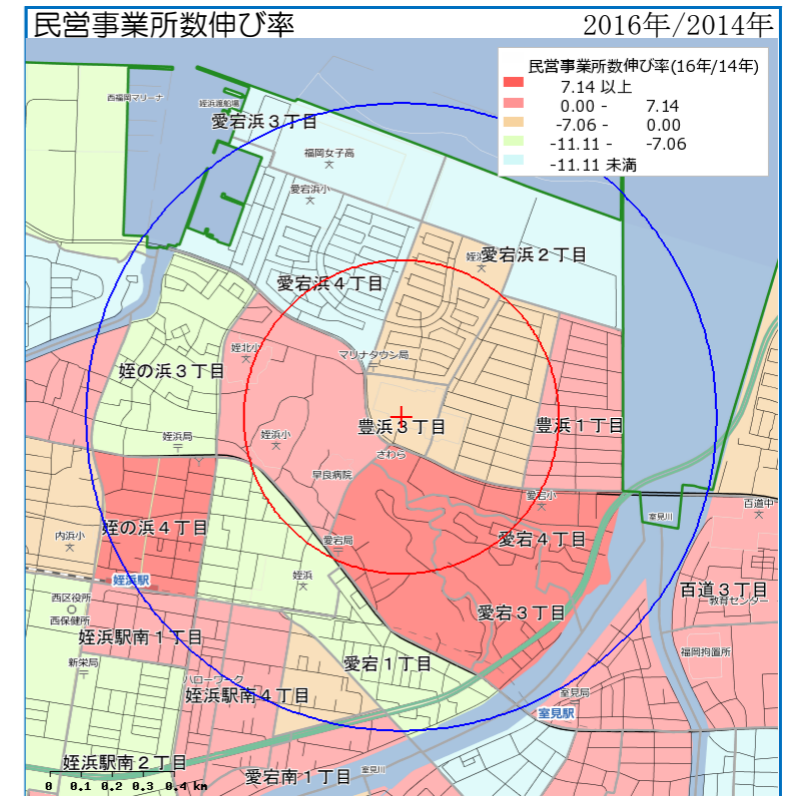 民営事業所数伸び率
2016年/2014年
民営事業所数伸び率(16年/14年)
7.14 以上
0.00 - 7.14
-7.06 - 0.00
-11.11 - -7.06
-11.11 未満
西福岡マリーナ
姪浜渡船場
愛宕浜３丁目
福岡女子高
愛宕浜小
愛宕浜２丁目
愛宕浜４丁目
姪北小
マリナタウン局
姪の浜３丁目
豊浜３丁目
豊浜１丁目
姪浜局
姪浜小
さわら
早良病院
愛宕小
室見川
百道中
姪の浜４丁目
内浜小
愛宕局
愛宕４丁目
姪浜
姪浜駅
百道３丁目
教育センター
西区役所
西保健所
愛宕３丁目
姪浜駅南１丁目
新栄局
愛宕１丁目
福岡拘置所
ハローワーク
姪浜駅南４丁目
室見局
室見駅
姪浜駅南２丁目
愛宕南１丁目
室見川
0 0.1 0.2 0.3 0.4 km